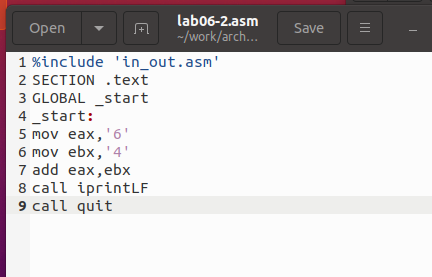 Open
lab06-2.asm
~/work/arch...
Save
1 %include 'in_out.asm'
2 SECTION .text
3 GLOBAL _start
4 _start:
5 mov eax,'6'
6 mov ebx,'4'
7 add eax,ebx
8 call iprintLF
9 call quit